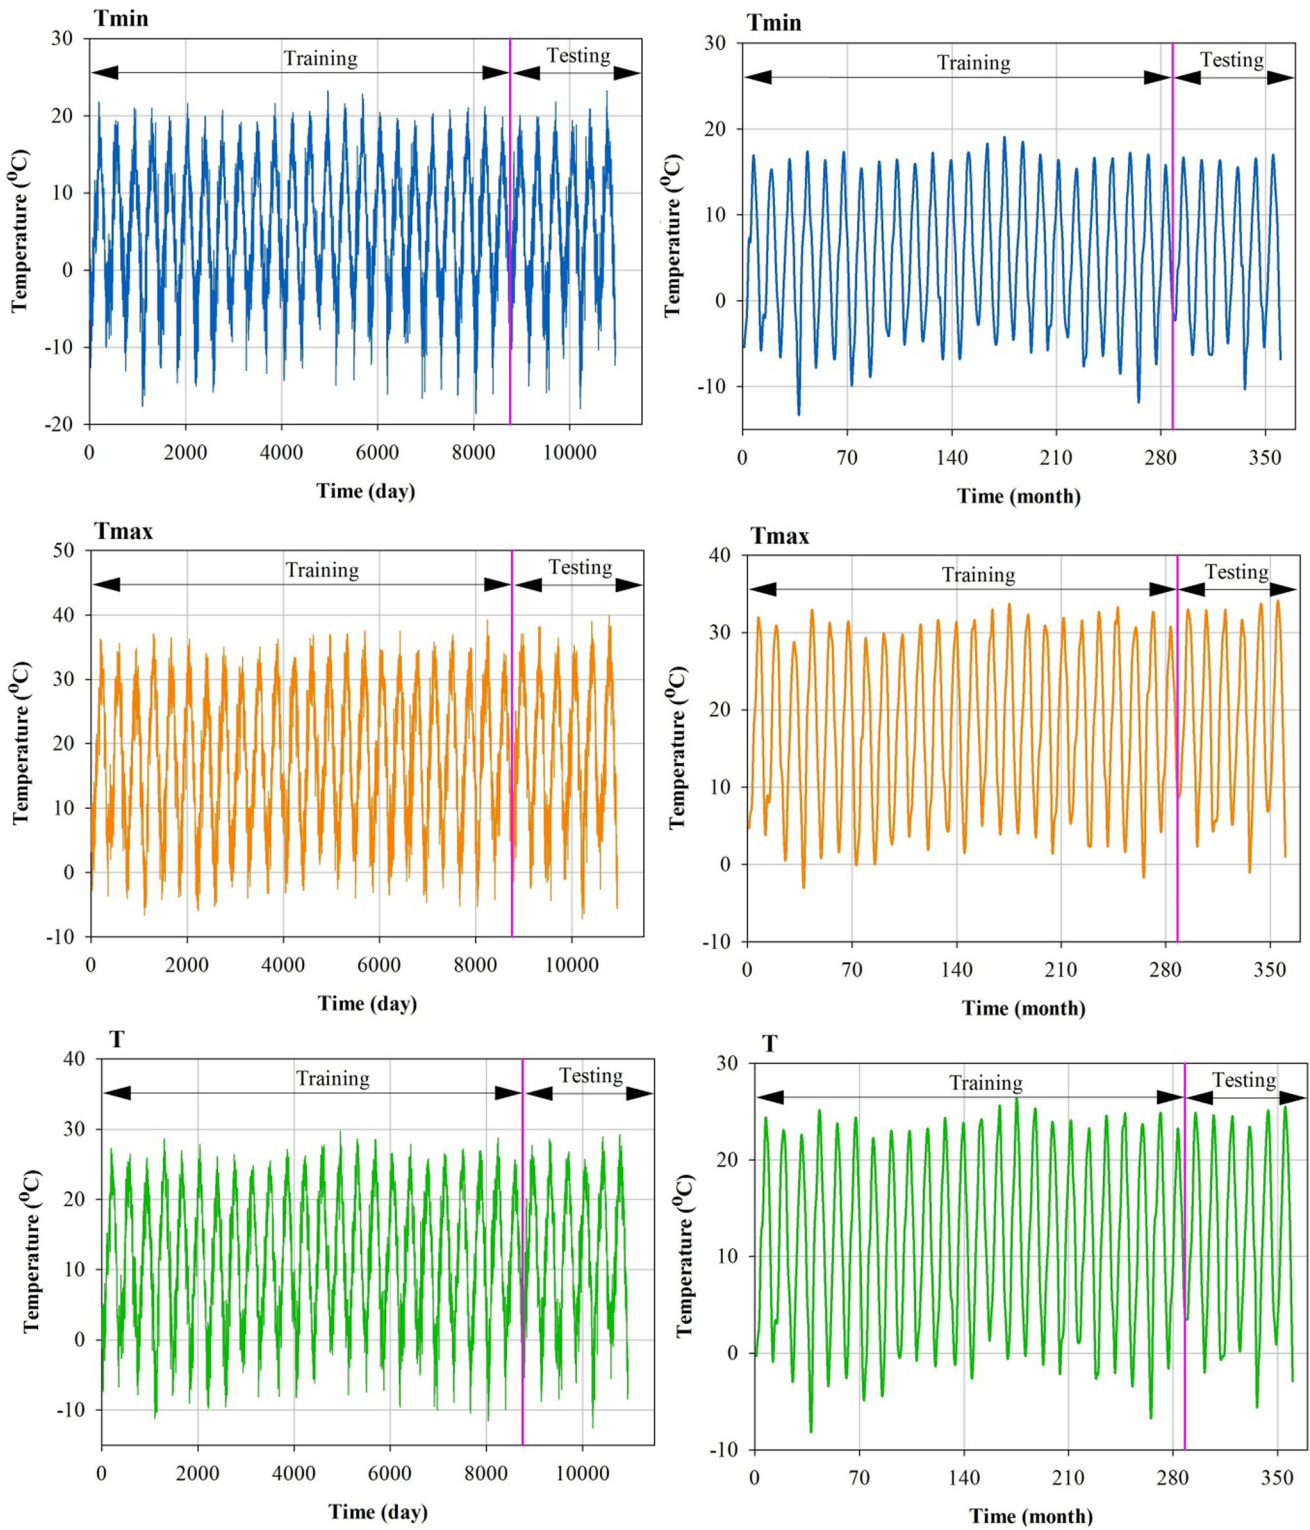 Tmin
30
20
10
0
-10
-20
Temperature (⁰C)
Training
Testing
0 2000 4000 6000 8000 10000
Time (day)
Tmin
30
20
10
0
-10
Temperature (⁰C)
Training
Testing
0 70 140 210 280 350
Time (month)
Tmax
50
40
30
20
10
0
-10
Temperature (⁰C)
Training
Testing
0 2000 4000 6000 8000 10000
Time (day)
Tmax
40
30
20
10
0
-10
Temperature (⁰C)
Training
Testing
0 70 140 210 280 350
Time (month)
T
40
30
20
10
0
-10
Temperature (⁰C)
Training
Testing
0 2000 4000 6000 8000 10000
Time (day)
T
30
20
10
0
-10
Temperature (⁰C)
Training
Testing
0 70 140 210 280 350
Time (month)